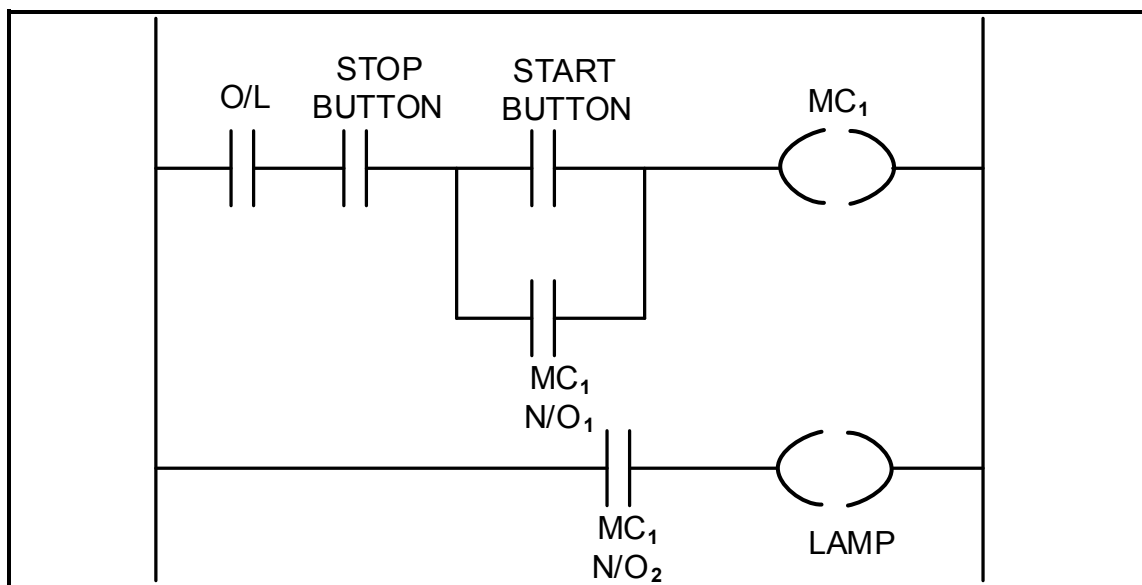 O/L
STOP
BUTTON
START
BUTTON
MC₁
MC₁
N/O₁
MC₁
N/O₂
LAMP